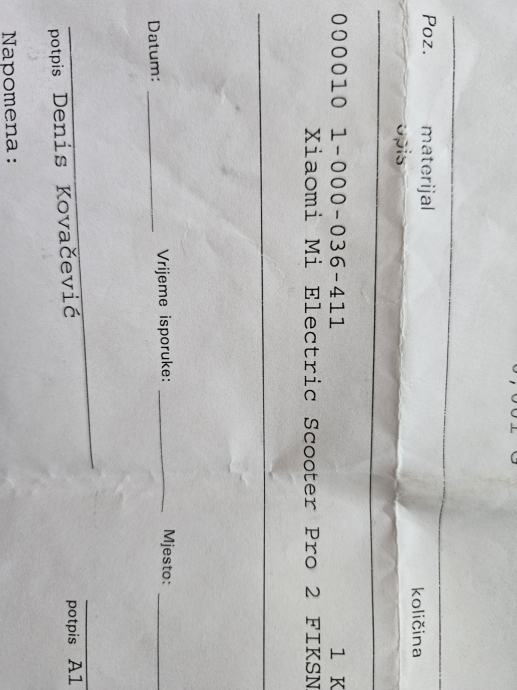 Poz. materijal količina
opis
000010 1-000-036-411 1 K
Xiaomi Mi Electric Scooter Pro 2 FIKSN
Datum: Vrijeme isporuke: Mjesto:
potpis Denis Kovačević potpis A1
Napomena: